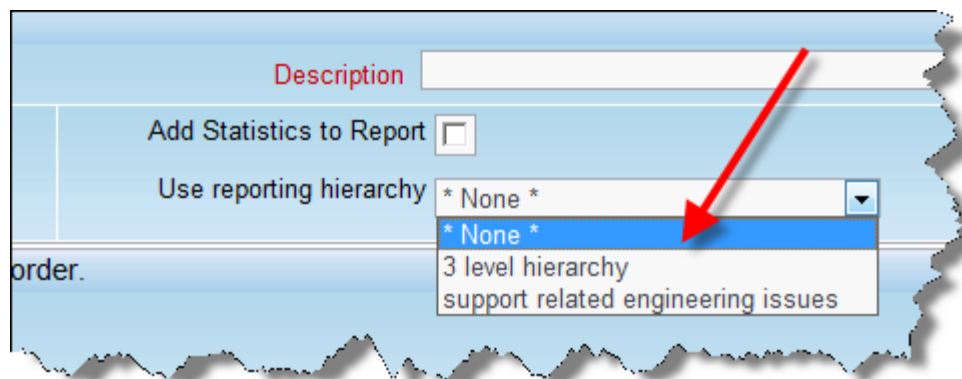 Description
Add Statistics to Report
Use reporting hierarchy * None *
* None *
3 level hierarchy
support related engineering issues
order.